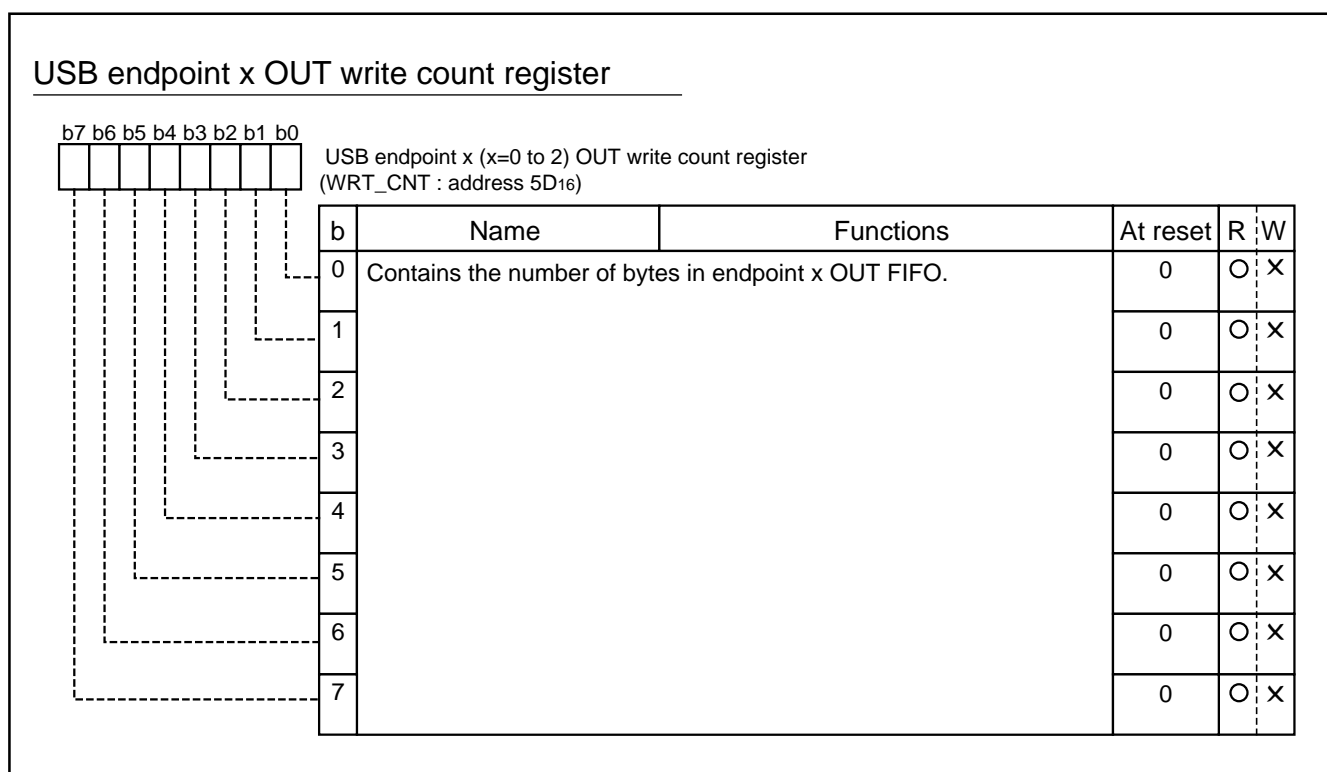 USB endpoint x OUT write count register
b7 b6 b5 b4 b3 b2 b1 b0
USB endpoint x (x=0 to 2) OUT write count register
(WRT_CNT : address 5D16)
b Name Functions At reset R W
0 Contains the number of bytes in endpoint x OUT FIFO. 0 O X
1 0 O X
2 0 O X
3 0 O X
4 0 O X
5 0 O X
6 0 O X
7 0 O X